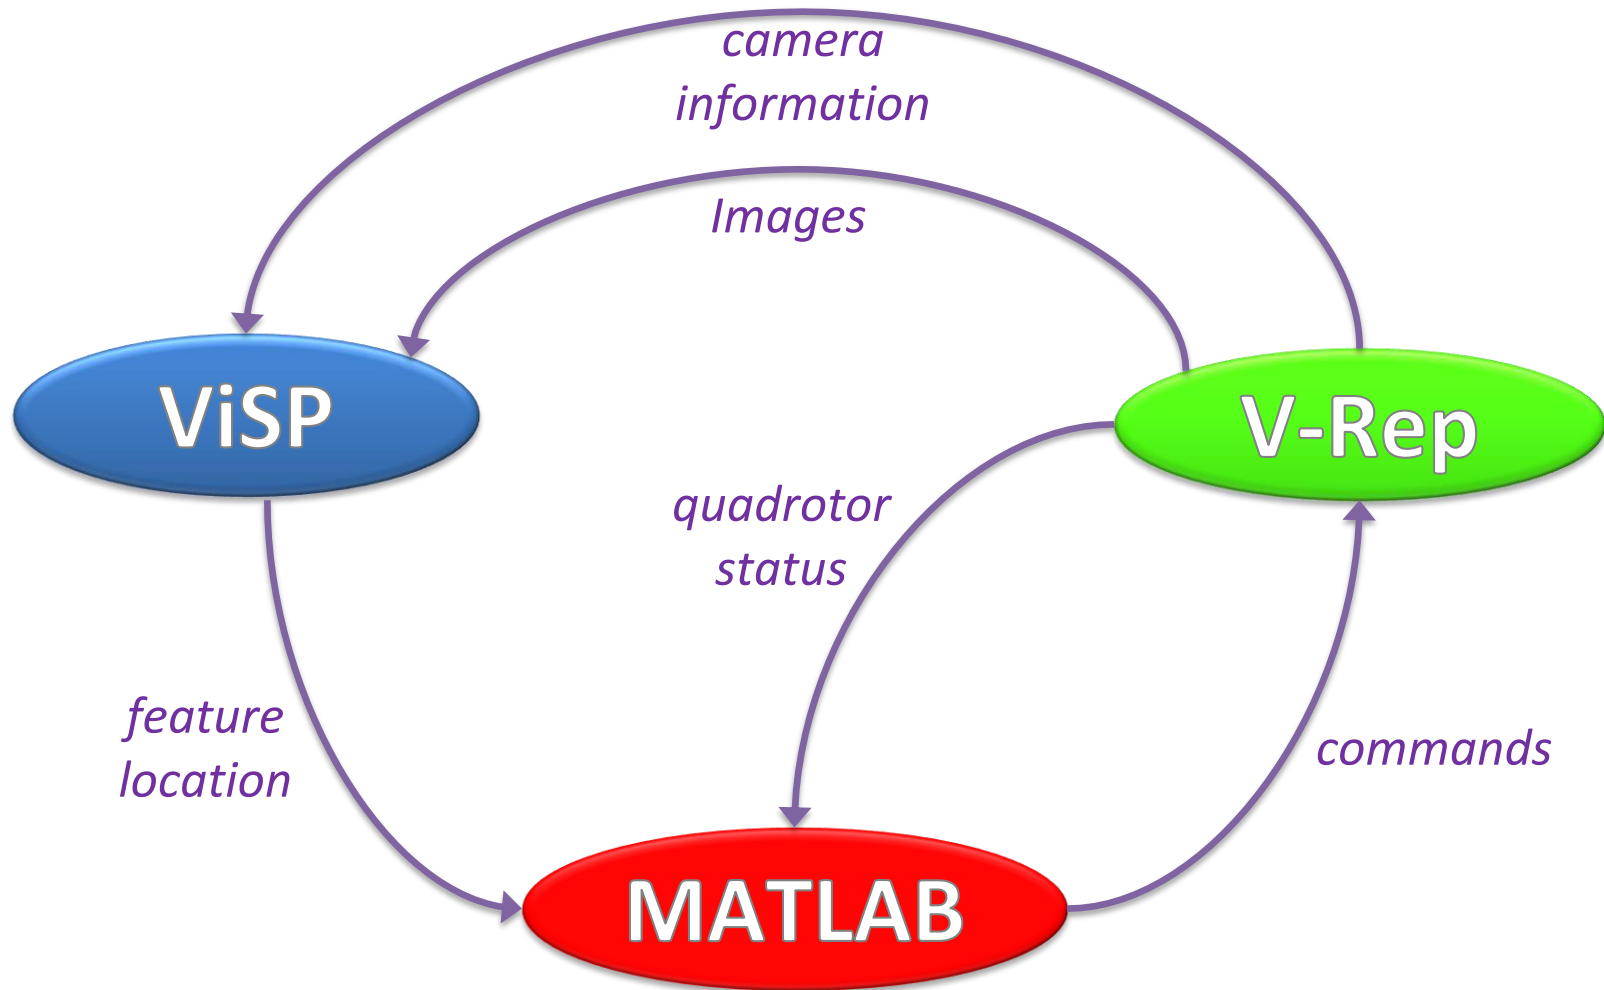 camera
information
Images
ViSP
V-Rep
quadrotor
status
feature
location
commands
MATLAB